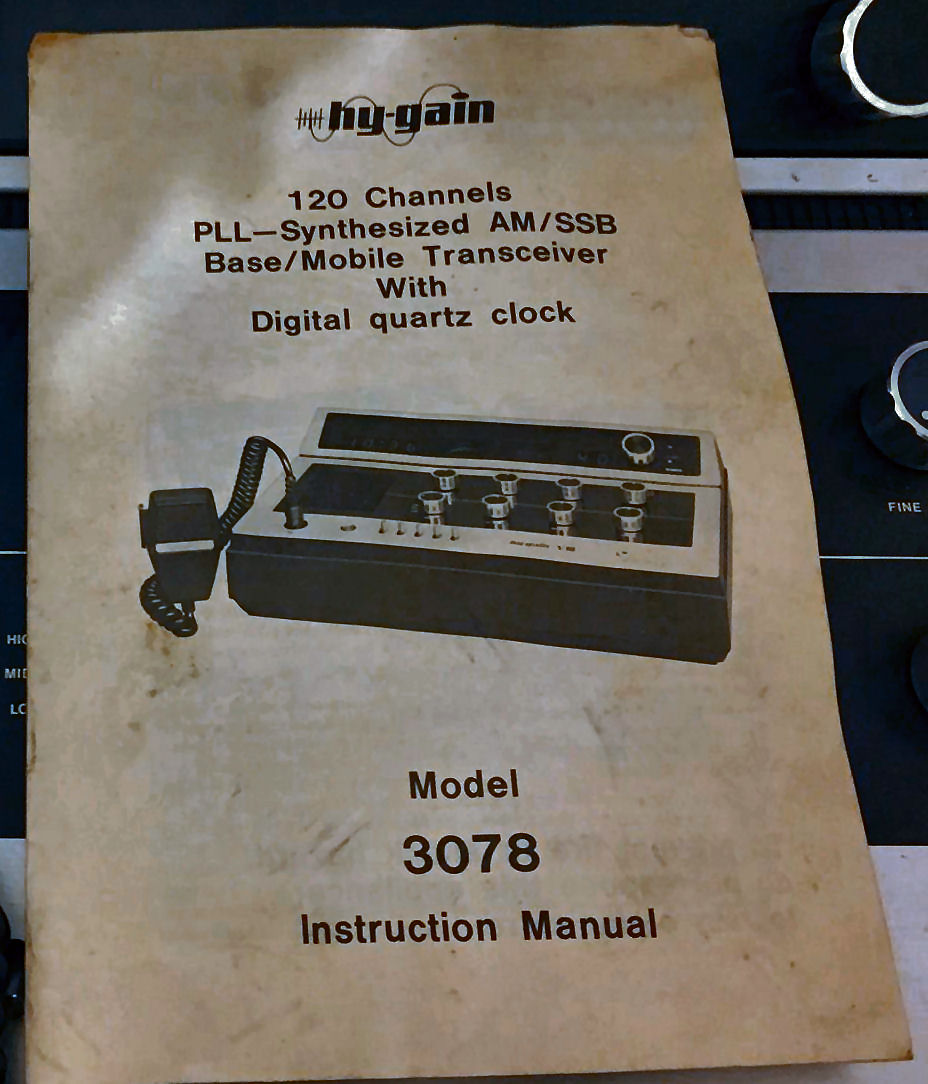 hy-gain
120 Channels
PLL—Synthesized AM/SSB
Base/Mobile Transceiver
With
Digital quartz clock
FINE
Model
3078
Instruction Manual